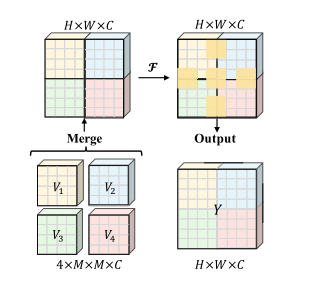 H×W×C H×W×C
𝓕
Merge Output
V₁ V₂
Y
V₃ V₄
4×M×M×C H×W×C